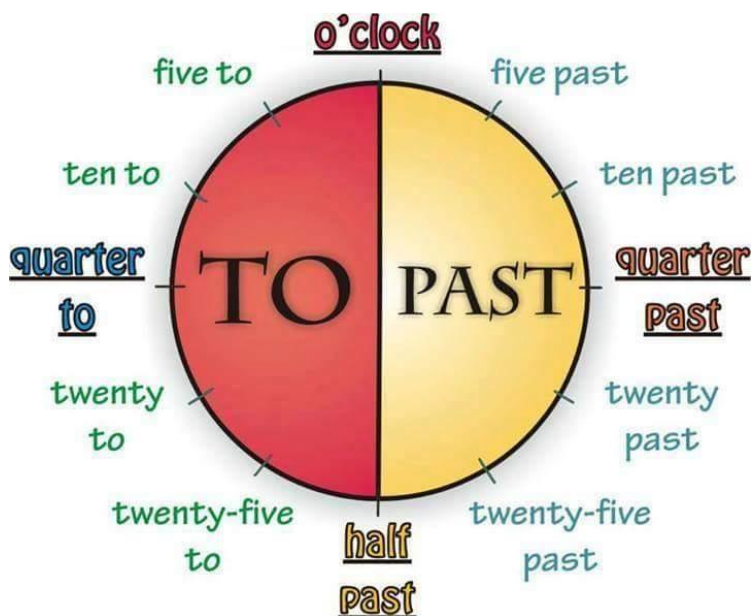 o'clock
five to
five past
ten to
ten past
quarter
to
TO
PAST
quarter
past
twenty
to
twenty
past
twenty-five
to
half
past
twenty-five
past